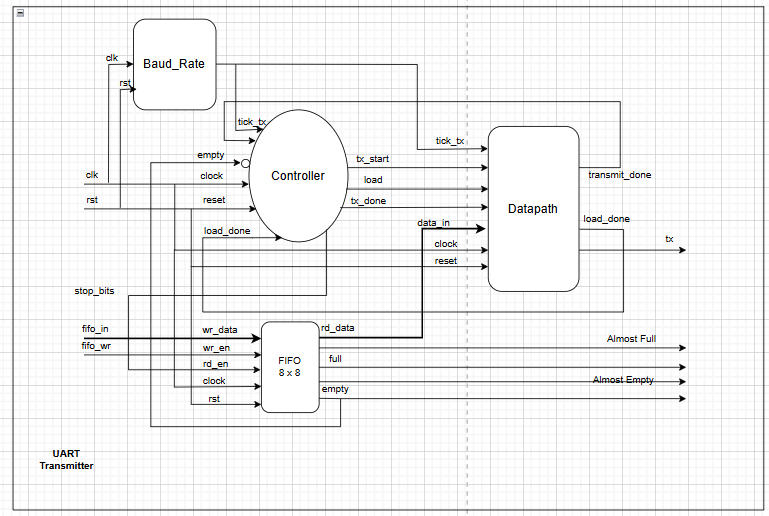 clk
Baud_Rate
rst
tick_tx
tick_tx
empty
tx_start
clk
clock
Controller
load
transmit_done
rst
reset
tx_done
Datapath
load_done
data_in
load_done
clock
tx
reset
stop_bits
fifo_in
wr_data
rd_data
fifo_wr
wr_en
full
Almost Full
rd_en
FIFO
8 x 8
clock
empty
Almost Empty
rst
UART
Transmitter